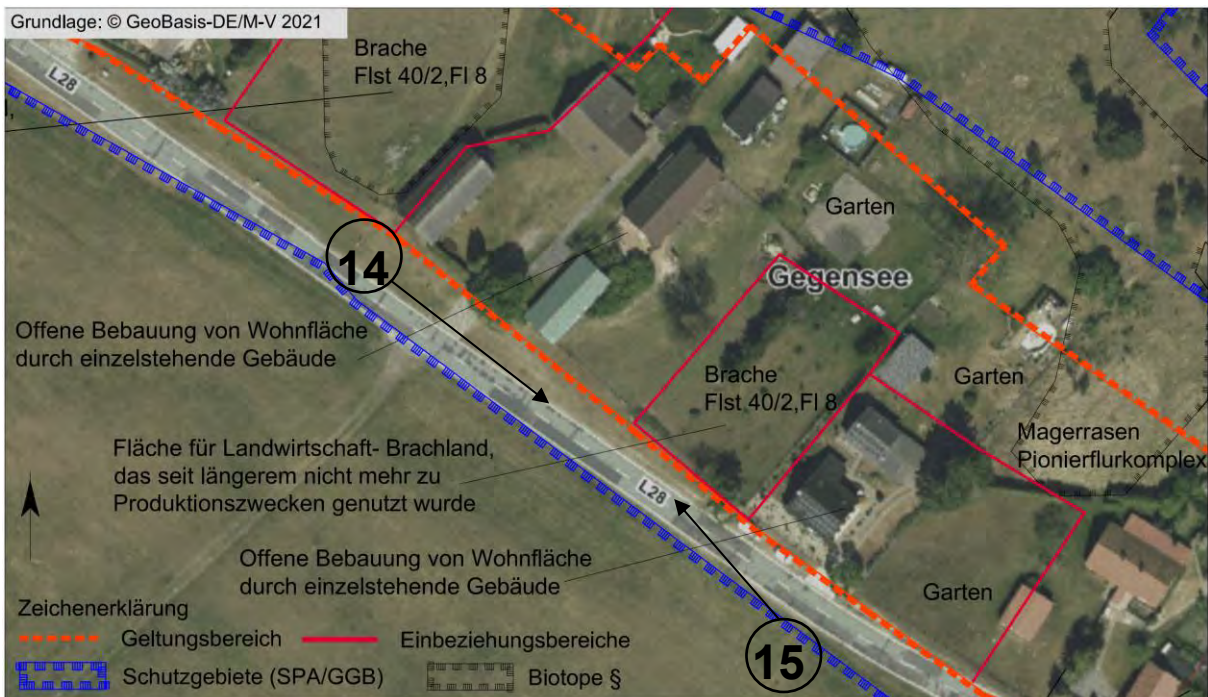 Grundlage: © GeoBasis-DE/M-V 2021
L28
Brache
Flst 40/2,Fl 8
Garten
14
Gegensee
Offene Bebauung von Wohnfläche
durch einzelstehende Gebäude
Brache
Flst 40/2,Fl 8
Garten
Magerrasen
Pionierflurkomplex
Fläche für Landwirtschaft- Brachland,
das seit längerem nicht mehr zu
Produktionszwecken genutzt wurde
L28
Offene Bebauung von Wohnfläche
durch einzelstehende Gebäude
Garten
Zeichenerklärung
Geltungsbereich
Einbeziehungsbereiche
15
Schutzgebiete (SPA/GGB)
Biotope §